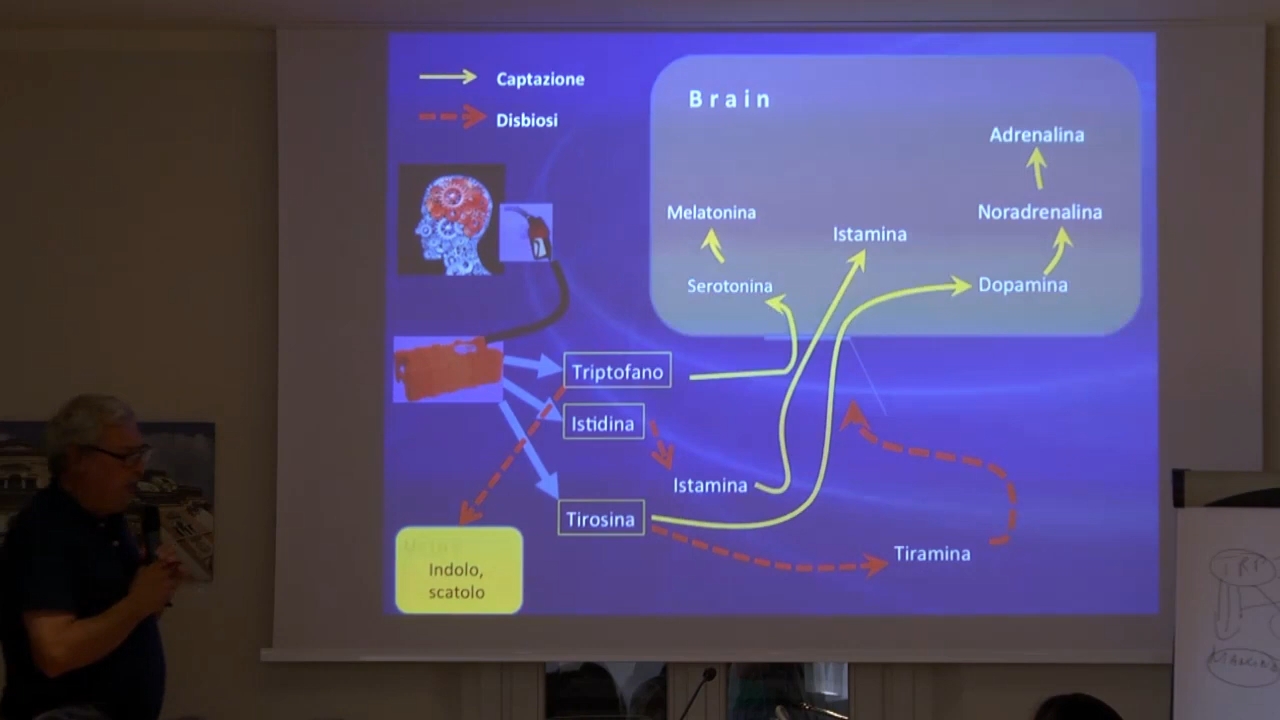 Captazione
Disbiosi
Brain
Adrenalina
Melatonina
Noradrenalina
Istamina
Serotonina
Dopamina
Triptofano
Istidina
Istamina
Tirosina
Tiramina
Indolo,
scatolo